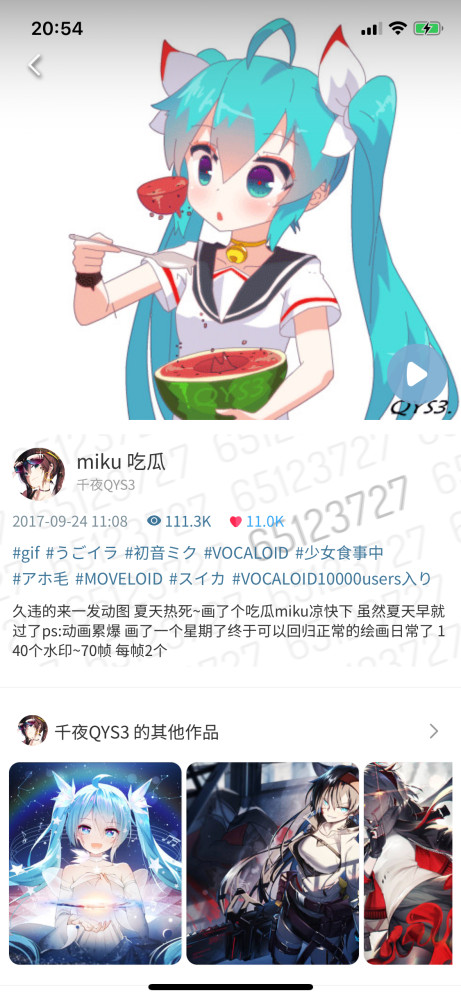 20:54
QYS3
QYS3.
miku 吃瓜
千夜QYS3
2017-09-24 11:08 111.3K 11.0K
65123727
#gif #うごイラ #初音ミク #VOCALOID #少女食事中
#アホ毛 #MOVELOID #スイカ #VOCALOID10000users入り
久违的来一发动图 夏天热死~画了个吃瓜miku凉快下 虽然夏天早就
过了ps:动画累爆 画了一个星期了终于可以回归正常的绘画日常了 1
40个水印~70帧 每帧2个
千夜QYS3 的其他作品